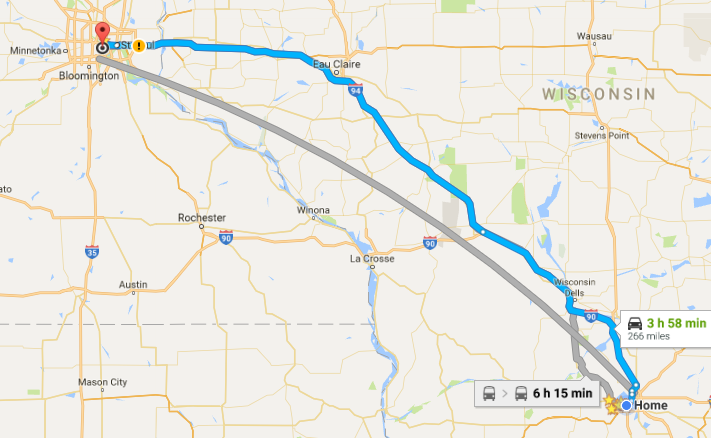 Minnetonka
St Paul
Bloomington
Eau Claire
94
Wausau
WISCONSIN
Stevens Point
Rochester
90
Winona
35
La Crosse
90
Austin
Wisconsin
Dells
90
3 h 58 min
266 miles
Mason City
6 h 15 min
Home